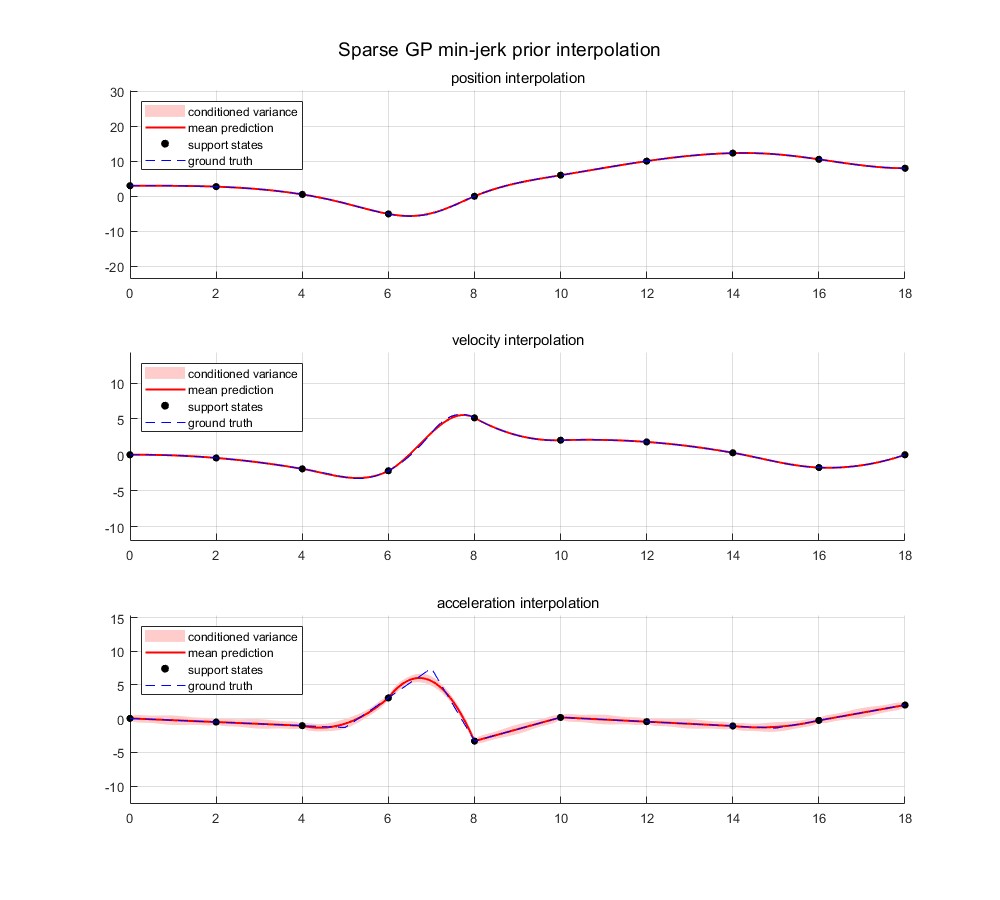 Sparse GP min-jerk prior interpolation
position interpolation
30
20
10
0
-10
-20
conditioned variance
mean prediction
support states
ground truth
0 2 4 6 8 10 12 14 16 18
velocity interpolation
10
5
0
-5
-10
conditioned variance
mean prediction
support states
ground truth
0 2 4 6 8 10 12 14 16 18
acceleration interpolation
15
10
5
0
-5
-10
conditioned variance
mean prediction
support states
ground truth
0 2 4 6 8 10 12 14 16 18